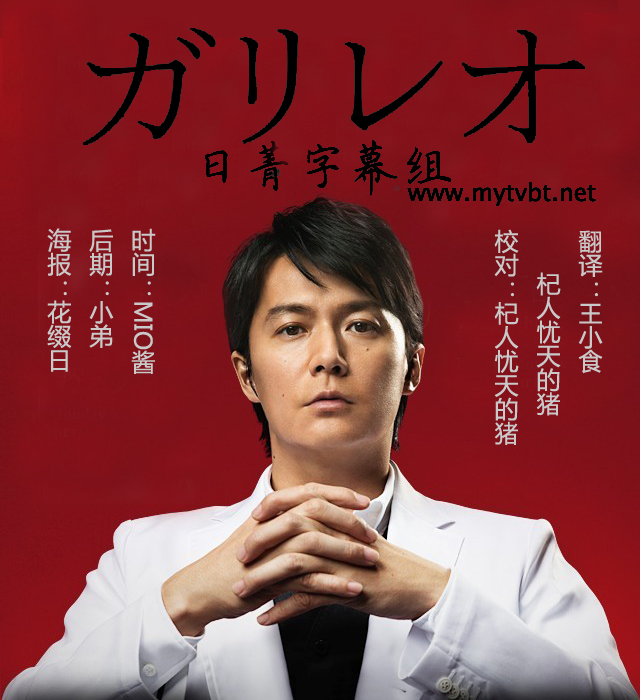 ガリレオ
日菁字幕组
www.mytvbt.net
翻译：王小食
杞人忧天的猪
校对：杞人忧天的猪
时间：MIO酱
后期：小弟
海报：花缀日